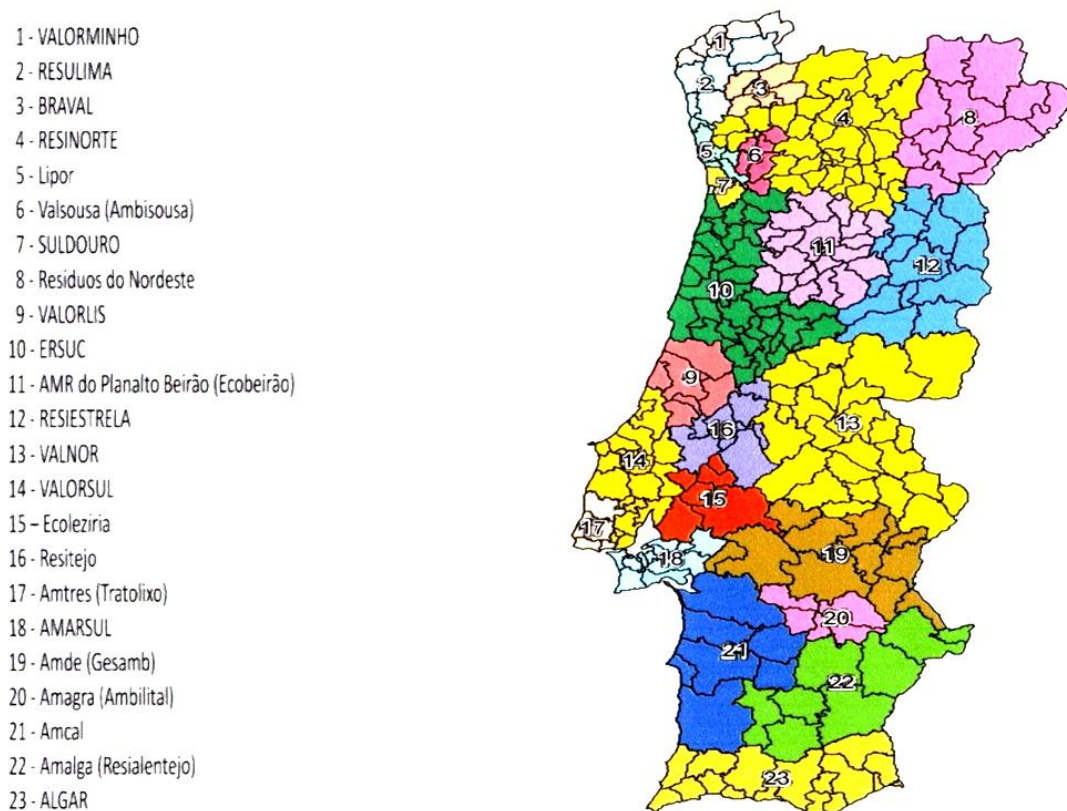 1 - VALORMINHO
2 - RESULIMA
3 - BRAVAL
4 - RESINORTE
5 - Lipor
6 - Valsousa (Ambisousa)
7 - SULDOURO
8 - Residuos do Nordeste
9 - VALORLIS
10 - ERSUC
11 - AMR do Planalto Beirão (Ecobeirão)
12 - RESIESTRELA
13 - VALNOR
14 - VALORSUL
15 – Ecoleziria
16 - Resitejo
17 - Amtres (Tratolixo)
18 - AMARSUL
19 - Amde (Gesamb)
20 - Amagra (Ambilital)
21 - Amcal
22 - Amalga (Resialentejo)
23 - ALGAR
1
2
3
4
8
5
6
7
11
12
10
9
13
16
14
15
17
18
19
20
21
22
23